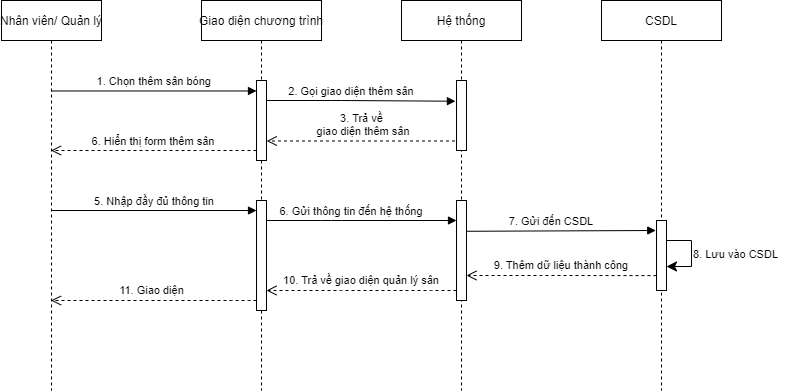 Nhân viên/ Quản lý
Giao diện chương trình
Hệ thống
CSDL
1. Chọn thêm sân bóng
2. Gọi giao diện thêm sân
3. Trả về
giao diện thêm sân
6. Hiển thị form thêm sân
5. Nhập đầy đủ thông tin
6. Gửi thông tin đến hệ thống
7. Gửi đến CSDL
8. Lưu vào CSDL
9. Thêm dữ liệu thành công
10. Trả về giao diện quản lý sân
11. Giao diện